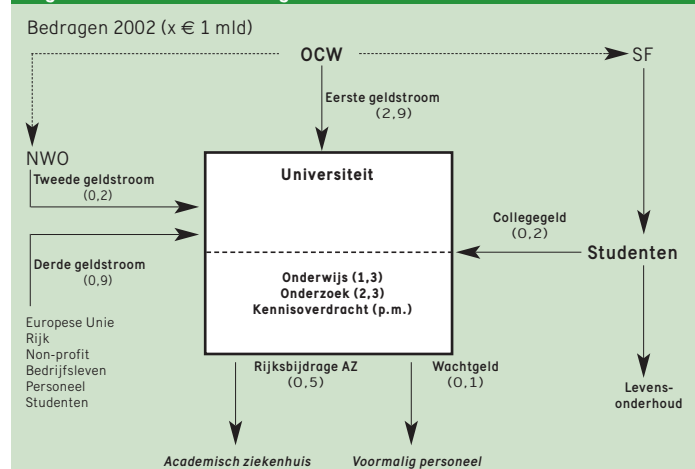 Bedragen 2002 (x € 1 mld)
OCW
SF
Eerste geldstroom
(2,9)
NWO
Tweede geldstroom
(0,2)
Universiteit
Collegegeld
(0,2)
Studenten
Derde geldstroom
(0,9)
Onderwijs (1,3)
Onderzoek (2,3)
Kennisoverdracht (p.m.)
Europese Unie
Rijk
Non-profit
Bedrijfsleven
Personeel
Studenten
Rijksbijdrage AZ
(0,5)
Wachtgeld
(0,1)
Levens-
onderhoud
Academisch ziekenhuis
Voormalig personeel